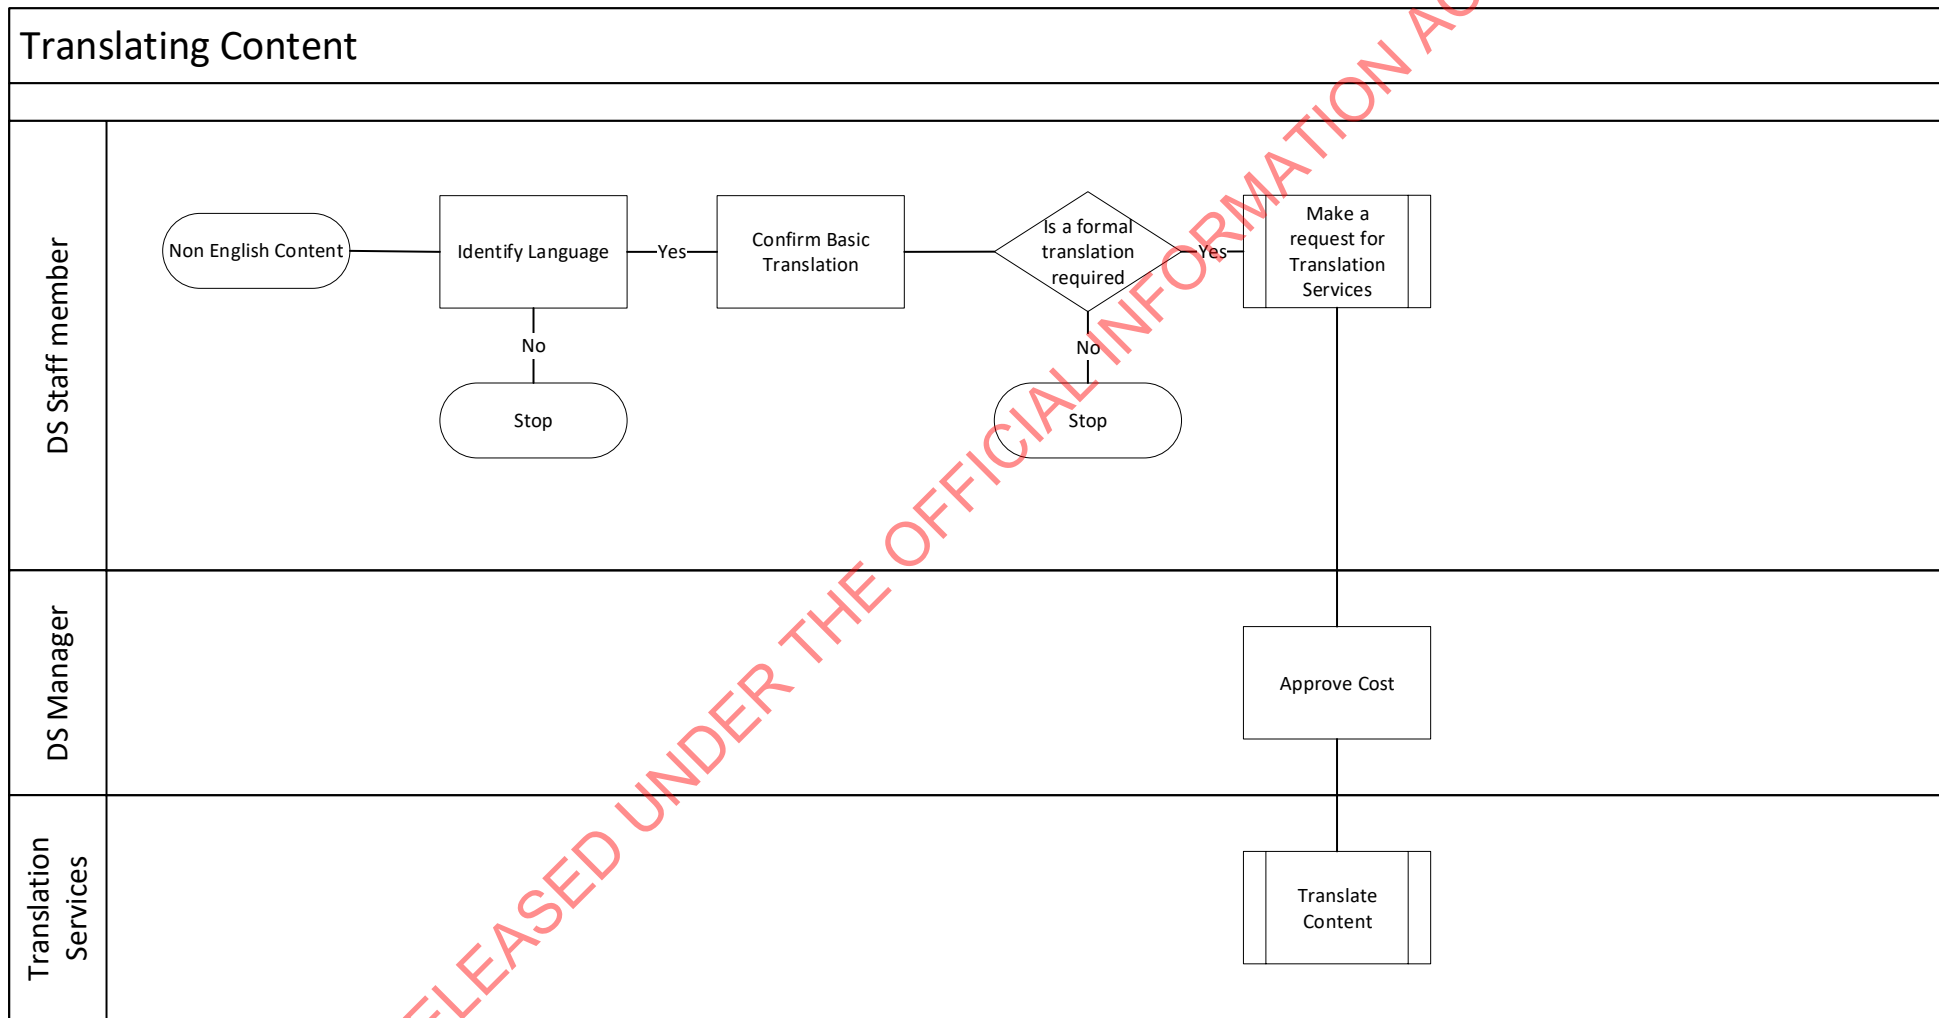 Translating Content
DS Staff member
Non English Content
Identify Language
Yes
Confirm Basic
Translation
Is a formal
translation
required
Yes
Make a
request for
Translation
Services
No
Stop
No
Stop
DS Manager
Approve Cost
Translation
Services
Translate
Content
UNDER THE OFFICIAL INFORMATION